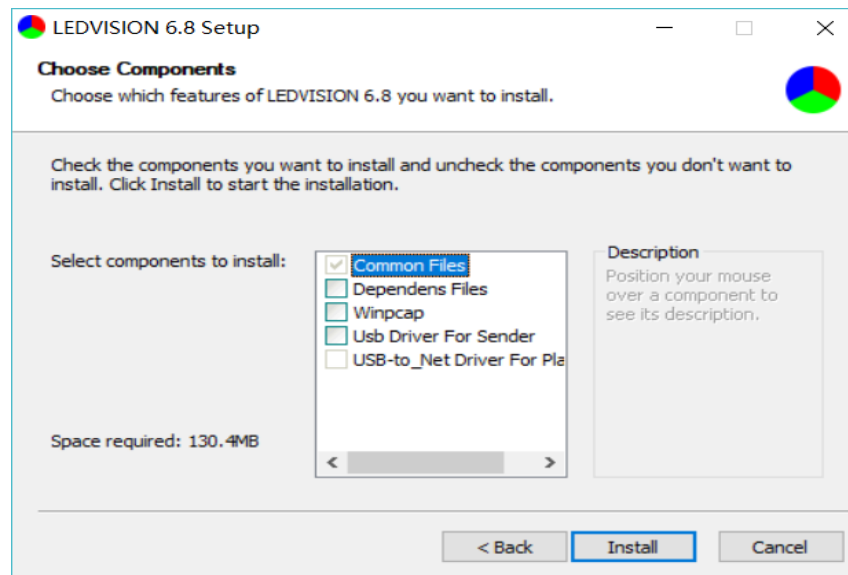 LEDVISION 6.8 Setup
Choose Components
Choose which features of LEDVISION 6.8 you want to install.
Check the components you want to install and uncheck the components you don't want to
install. Click Install to start the installation.
Select components to install:
Common Files
Dependens Files
Winpcap
Usb Driver For Sender
USB-to_Net Driver For Pla
Description
Position your mouse
over a component to
see its description.
Space required: 130.4MB
< Back
Install
Cancel